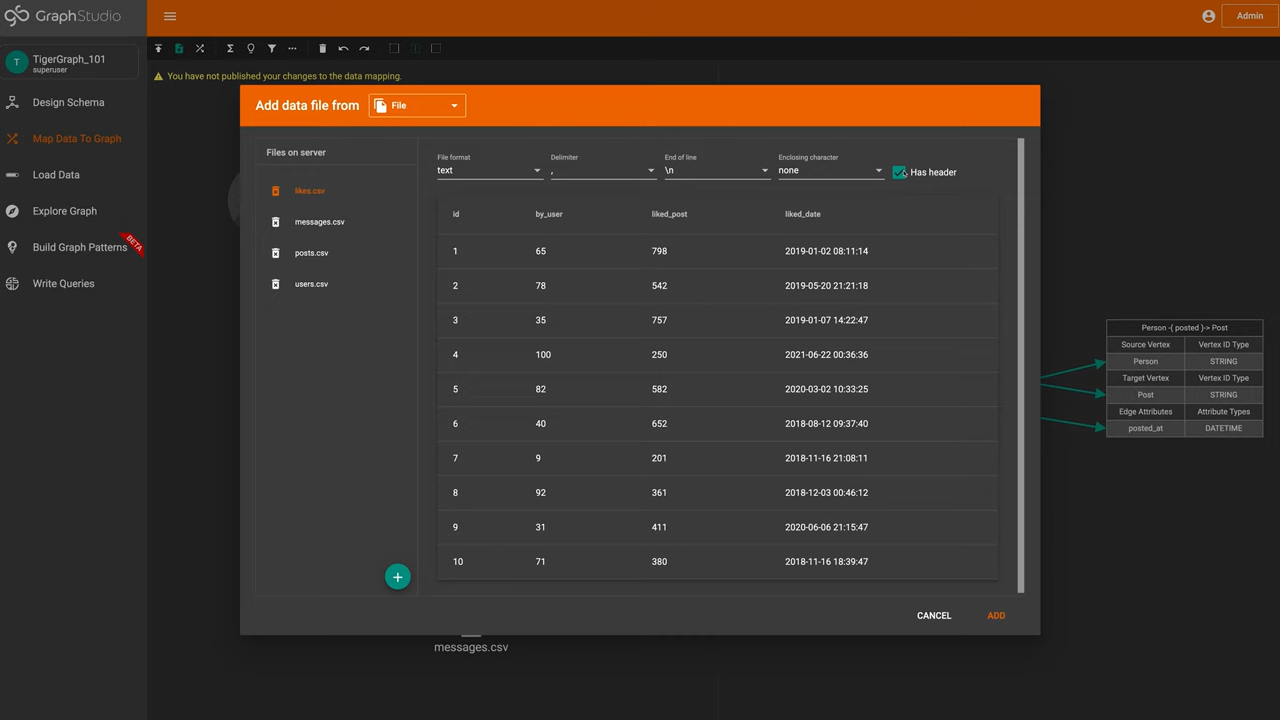 GraphStudio
Admin
T
TigerGraph_101
superuser
Design Schema
Map Data To Graph
Load Data
Explore Graph
Build Graph Patterns
BETA
Write Queries
You have not published your changes to the data mapping.
Add data file from
File
Files on server
likes.csv
messages.csv
posts.csv
users.csv
File format
text
Delimiter
,
End of line
\n
Enclosing character
none
Has header
id by_user liked_post liked_date
1 65 798 2019-01-02 08:11:14
2 78 542 2019-05-20 21:21:18
3 35 757 2019-01-07 14:22:47
4 100 250 2021-06-22 00:36:36
5 82 582 2020-03-02 10:33:25
6 40 652 2018-08-12 09:37:40
7 9 201 2018-11-16 21:08:11
8 92 361 2018-12-03 00:46:12
9 31 411 2020-06-06 21:15:47
10 71 380 2018-11-16 18:39:47
CANCEL
ADD
messages.csv
Person -( posted )-> Post
Source Vertex Vertex ID Type
Person STRING
Target Vertex Vertex ID Type
Post STRING
Edge Attributes Attribute Types
posted_at DATETIME